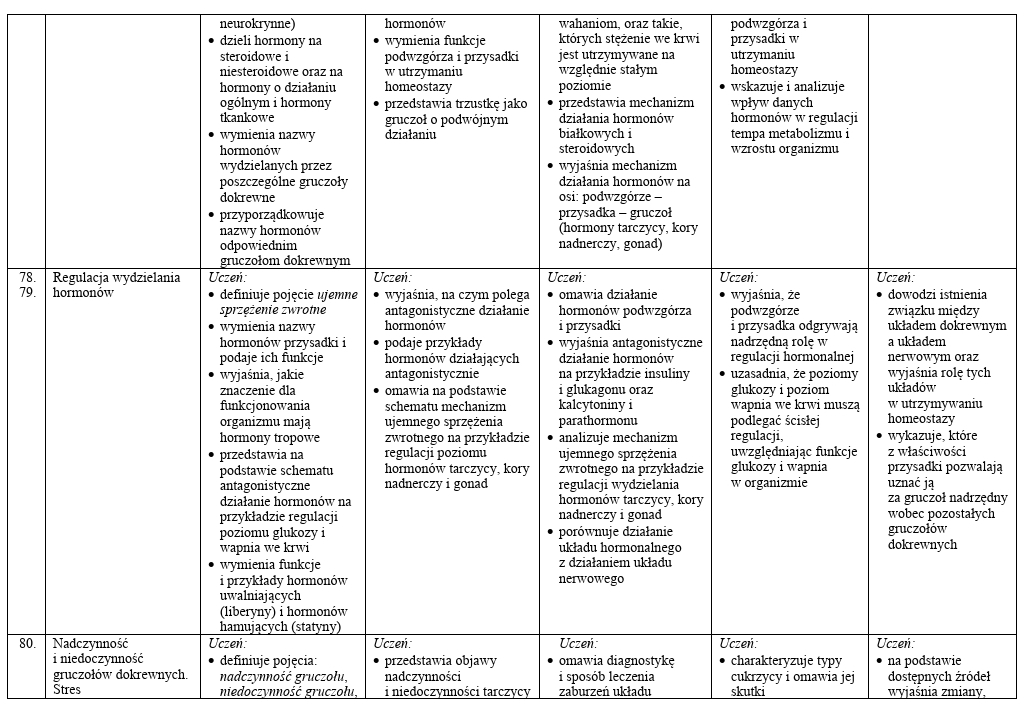 neurokrynne)
• dzieli hormony na
steroidowe i
niesteroidowe oraz na
hormony o działaniu
ogólnym i hormony
tkankowe
• wymienia nazwy
hormonów
wydzielanych przez
poszczególne gruczoły
dokrewne
• przyporządkowuje
nazwy hormonów
odpowiednim
gruczołom dokrewnym
hormonów
• wymienia funkcje
podwzgórza i przysadki
w utrzymaniu
homeostazy
• przedstawia trzustkę jako
gruczoł o podwójnym
działaniu
wahaniom, oraz takie,
których stężenie we krwi
jest utrzymywane na
względnie stałym
poziomie
• przedstawia mechanizm
działania hormonów
białkowych i
steroidowych
• wyjaśnia mechanizm
działania hormonów na
osi: podwzgórze –
przysadka – gruczoł
(hormony tarczycy, kory
nadnerczy, gonad)
podwzgórza i
przysadki w
utrzymaniu
homeostazy
• wskazuje i analizuje
wpływ danych
hormonów w regulacji
tempa metabolizmu i
wzrostu organizmu
78.
79.
Regulacja wydzielania
hormonów
Uczeń:
• definiuje pojęcie ujemne
sprzężenie zwrotne
• wymienia nazwy
hormonów przysadki i
podaje ich funkcje
• wyjaśnia, jakie
znaczenie dla
funkcjonowania
organizmu mają
hormony tropowe
• przedstawia na
podstawie schematu
antagonistyczne
działanie hormonów na
przykładzie regulacji
poziomu glukozy i
wapnia we krwi
• wymienia funkcje
i przykłady hormonów
uwalniających
(liberyny) i hormonów
hamujących (statyny)
Uczeń:
• wyjaśnia, na czym polega
antagonistyczne działanie
hormonów
• podaje przykłady
hormonów działających
antagonistycznie
• omawia na podstawie
schematu mechanizm
ujemnego sprzężenia
zwrotnego na przykładzie
regulacji poziomu
hormonów tarczycy, kory
nadnerczy i gonad
Uczeń:
• omawia działanie
hormonów podwzgórza
i przysadki
• wyjaśnia antagonistyczne
działanie hormonów
na przykładzie insuliny
i glukagonu oraz
kalcytoniny i
parathormonu
• analizuje mechanizm
ujemnego sprzężenia
zwrotnego na przykładzie
regulacji wydzielania
hormonów tarczycy, kory
nadnerczy i gonad
• porównuje działanie
układu hormonalnego
z działaniem układu
nerwowego
Uczeń:
• wyjaśnia, że
podwzgórze
i przysadka odgrywają
nadrzędną rolę w
regulacji hormonalnej
• uzasadnia, że poziomy
glukozy i poziom
wapnia we krwi muszą
podlegać ścisłej
regulacji,
uwzględniając funkcje
glukozy i wapnia
w organizmie
Uczeń:
• dowodzi istnienia
związku między
układem dokrewnym
a układem
nerwowym oraz
wyjaśnia rolę tych
układów
w utrzymywaniu
homeostazy
• wykazuje, które
z właściwości
przysadki pozwalają
uznać ją
za gruczoł nadrzędny
wobec pozostałych
gruczołów
dokrewnych
80.
Nadczynność
i niedoczynność
gruczołów dokrewnych.
Stres
Uczeń:
• definiuje pojęcia:
nadczynność gruczołu,
niedoczynność gruczołu,
Uczeń:
• przedstawia objawy
nadczynności
i niedoczynności tarczycy
Uczeń:
• omawia diagnostykę
i sposób leczenia
zaburzeń układu
Uczeń:
• charakteryzuje typy
cukrzycy i omawia jej
skutki
Uczeń:
• na podstawie
dostępnych źródeł
wyjaśnia zmiany,